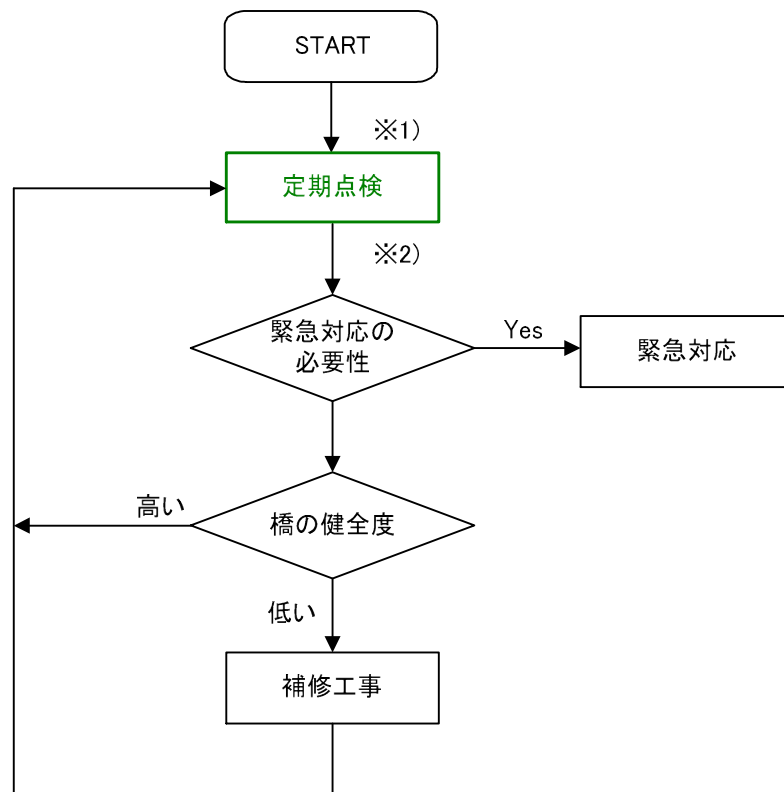 START
※1)
定期点検
※2)
緊急対応の
必要性
Yes
緊急対応
高い
橋の健全度
低い
補修工事